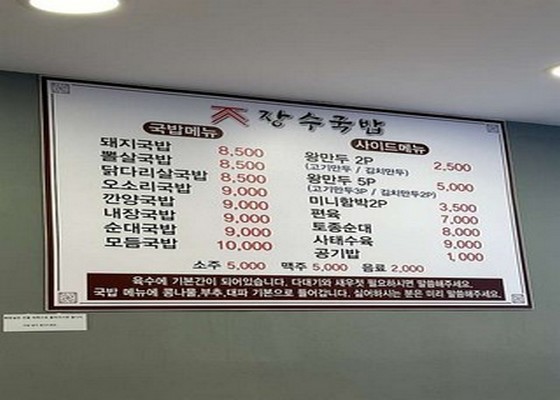 장수국밥
국밥메뉴
돼지국밥 8,500
뽈살국밥 8,500
닭다리살국밥 8,500
오소리국밥 9,000
깐양국밥 9,000
내장국밥 9,000
순대국밥 9,000
모듬국밥 10,000
사이드메뉴
왕만두 2P 2,500
(고기만두 / 김치만두)
왕만두 5P 5,000
(고기만두3P / 김치만두2P)
미니함박2P 3,500
편육 7,000
토종순대 8,000
사태수육 9,000
공기밥 1,000
소주 5,000 맥주 5,000 음료 2,000
육수에 기본간이 되어있습니다. 다대기와 새우젓 필요하시면 말씀해주세요.
국밥 메뉴에 콩나물,부추,대파 기본으로 들어갑니다. 싫어하시는 분은 미리 말씀해주세요.